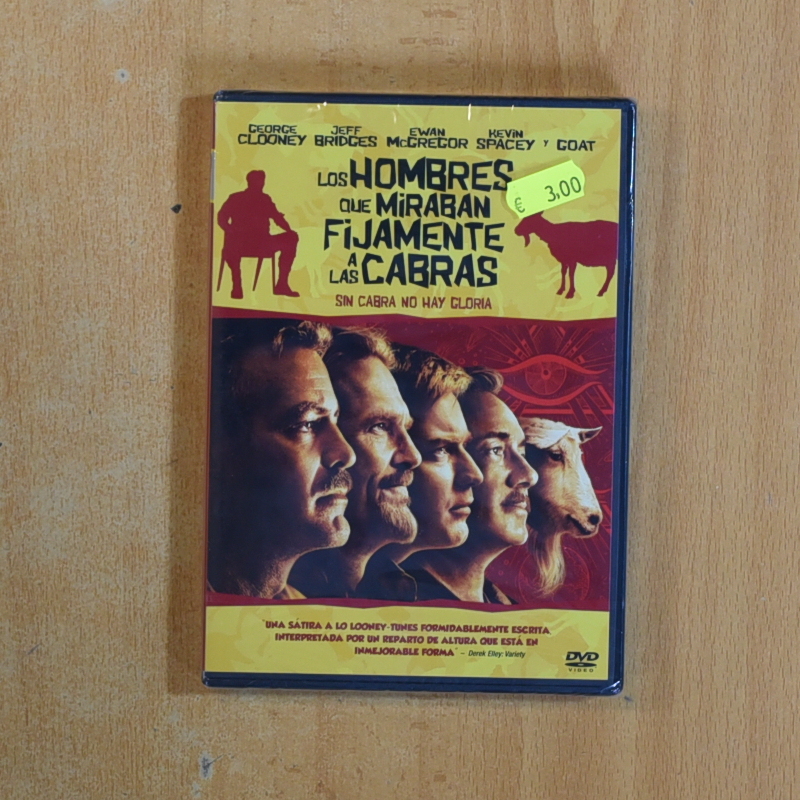 GEORGE CLOONEY JEFF BRIDGES EWAN McGREGOR KEVIN SPACEY Y GOAT
LOS HOMBRES
QUE MIRABAN
FIJAMENTE
A LAS CABRAS
€ 3,00
SIN CABRA NO HAY GLORIA
"UNA SÁTIRA A LO LOONEY-TUNES FORMIDABLEMENTE ESCRITA
INTERPRETADA POR UN REPARTO DE ALTURA QUE ESTÁ EN
INMEJORABLE FORMA" – Derek Elley: Variety
DVD
VIDEO